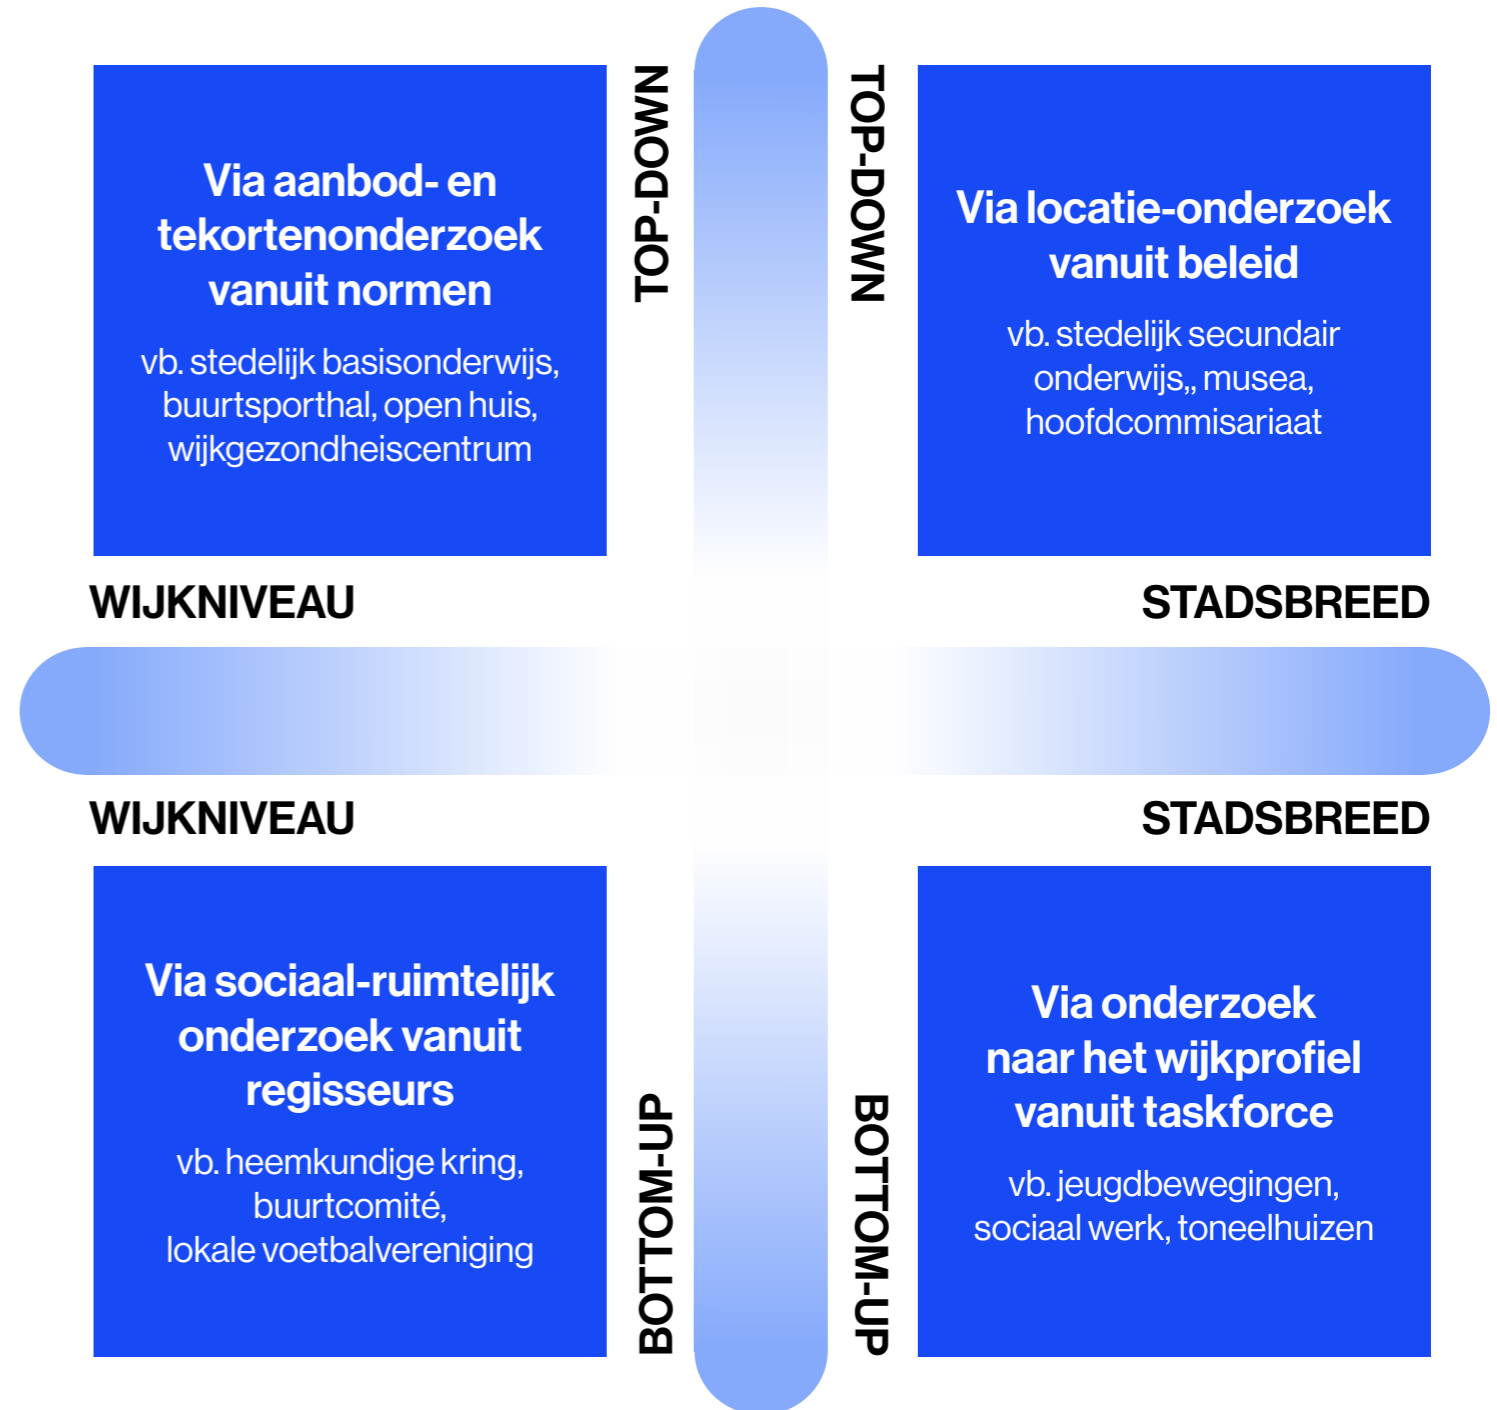 Via aanbod- en
tekortenonderzoek
vanuit normen
vb. stedelijk basisonderwijs,
buurtsporthal, open huis,
wijkgezondheiscentrum
TOP-DOWN
TOP-DOWN
Via locatie-onderzoek
vanuit beleid
vb. stedelijk secundair
onderwijs,, musea,
hoofdcommisariaat
WIJKNIVEAU
STADSBREED
WIJKNIVEAU
STADSBREED
Via sociaal-ruimtelijk
onderzoek vanuit
regisseurs
vb. heemkundige kring,
buurtcomité,
lokale voetbalvereniging
BOTTOM-UP
BOTTOM-UP
Via onderzoek
naar het wijkprofiel
vanuit taskforce
vb. jeugdbewegingen,
sociaal werk, toneelhuizen